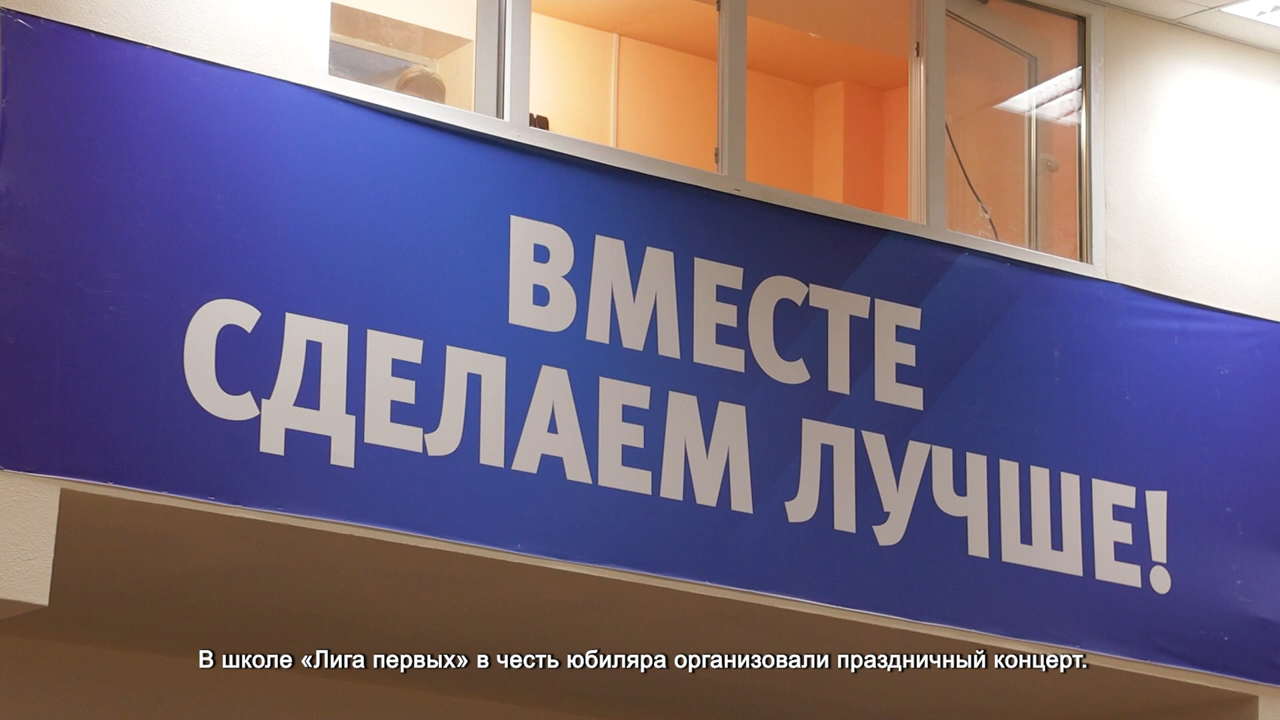 ВМЕСТЕ
СДЕЛАЕМ ЛУЧШЕ!
В школе «Лига первых» в честь юбиляра организовали праздничный концерт.